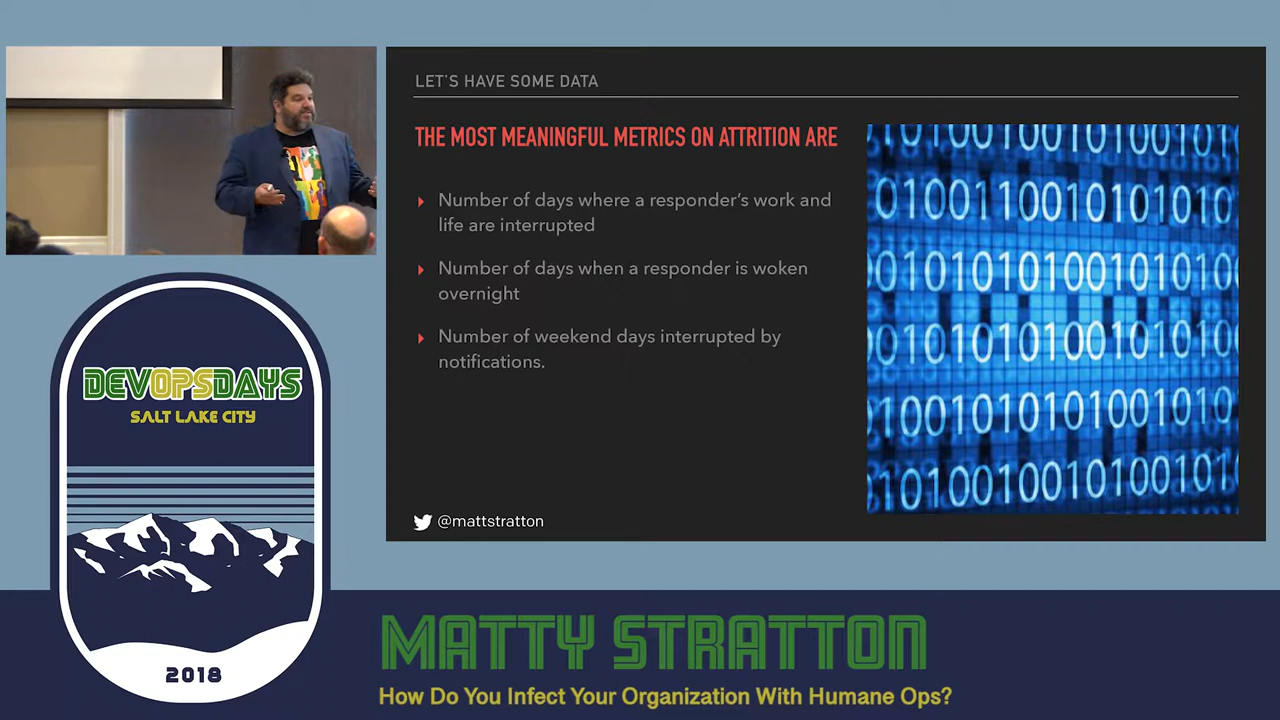 LET'S HAVE SOME DATA
THE MOST MEANINGFUL METRICS ON ATTRITION ARE
Number of days where a responder's work and
life are interrupted
Number of days when a responder is woken
overnight
Number of weekend days interrupted by
notifications.
@mattstratton
DEVOPSDAYS
SALT LAKE CITY
2018
MATTY STRATTON
How Do You Infect Your Organization With Humane Ops?